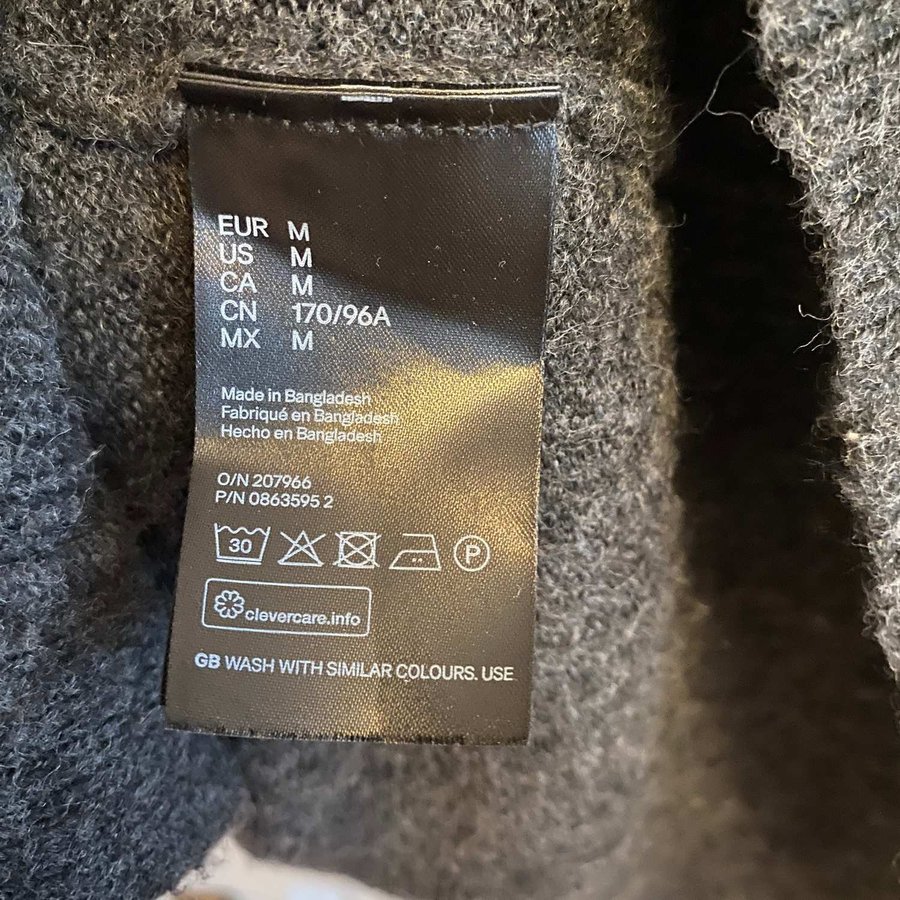 EUR M
US M
CA M
CN 170/96A
MX M
Made in Bangladesh
Fabriqué en Bangladesh
Hecho en Bangladesh
O/N 207966
P/N 0863595 2
30 P
clevercare.info
GB WASH WITH SIMILAR COLOURS. USE